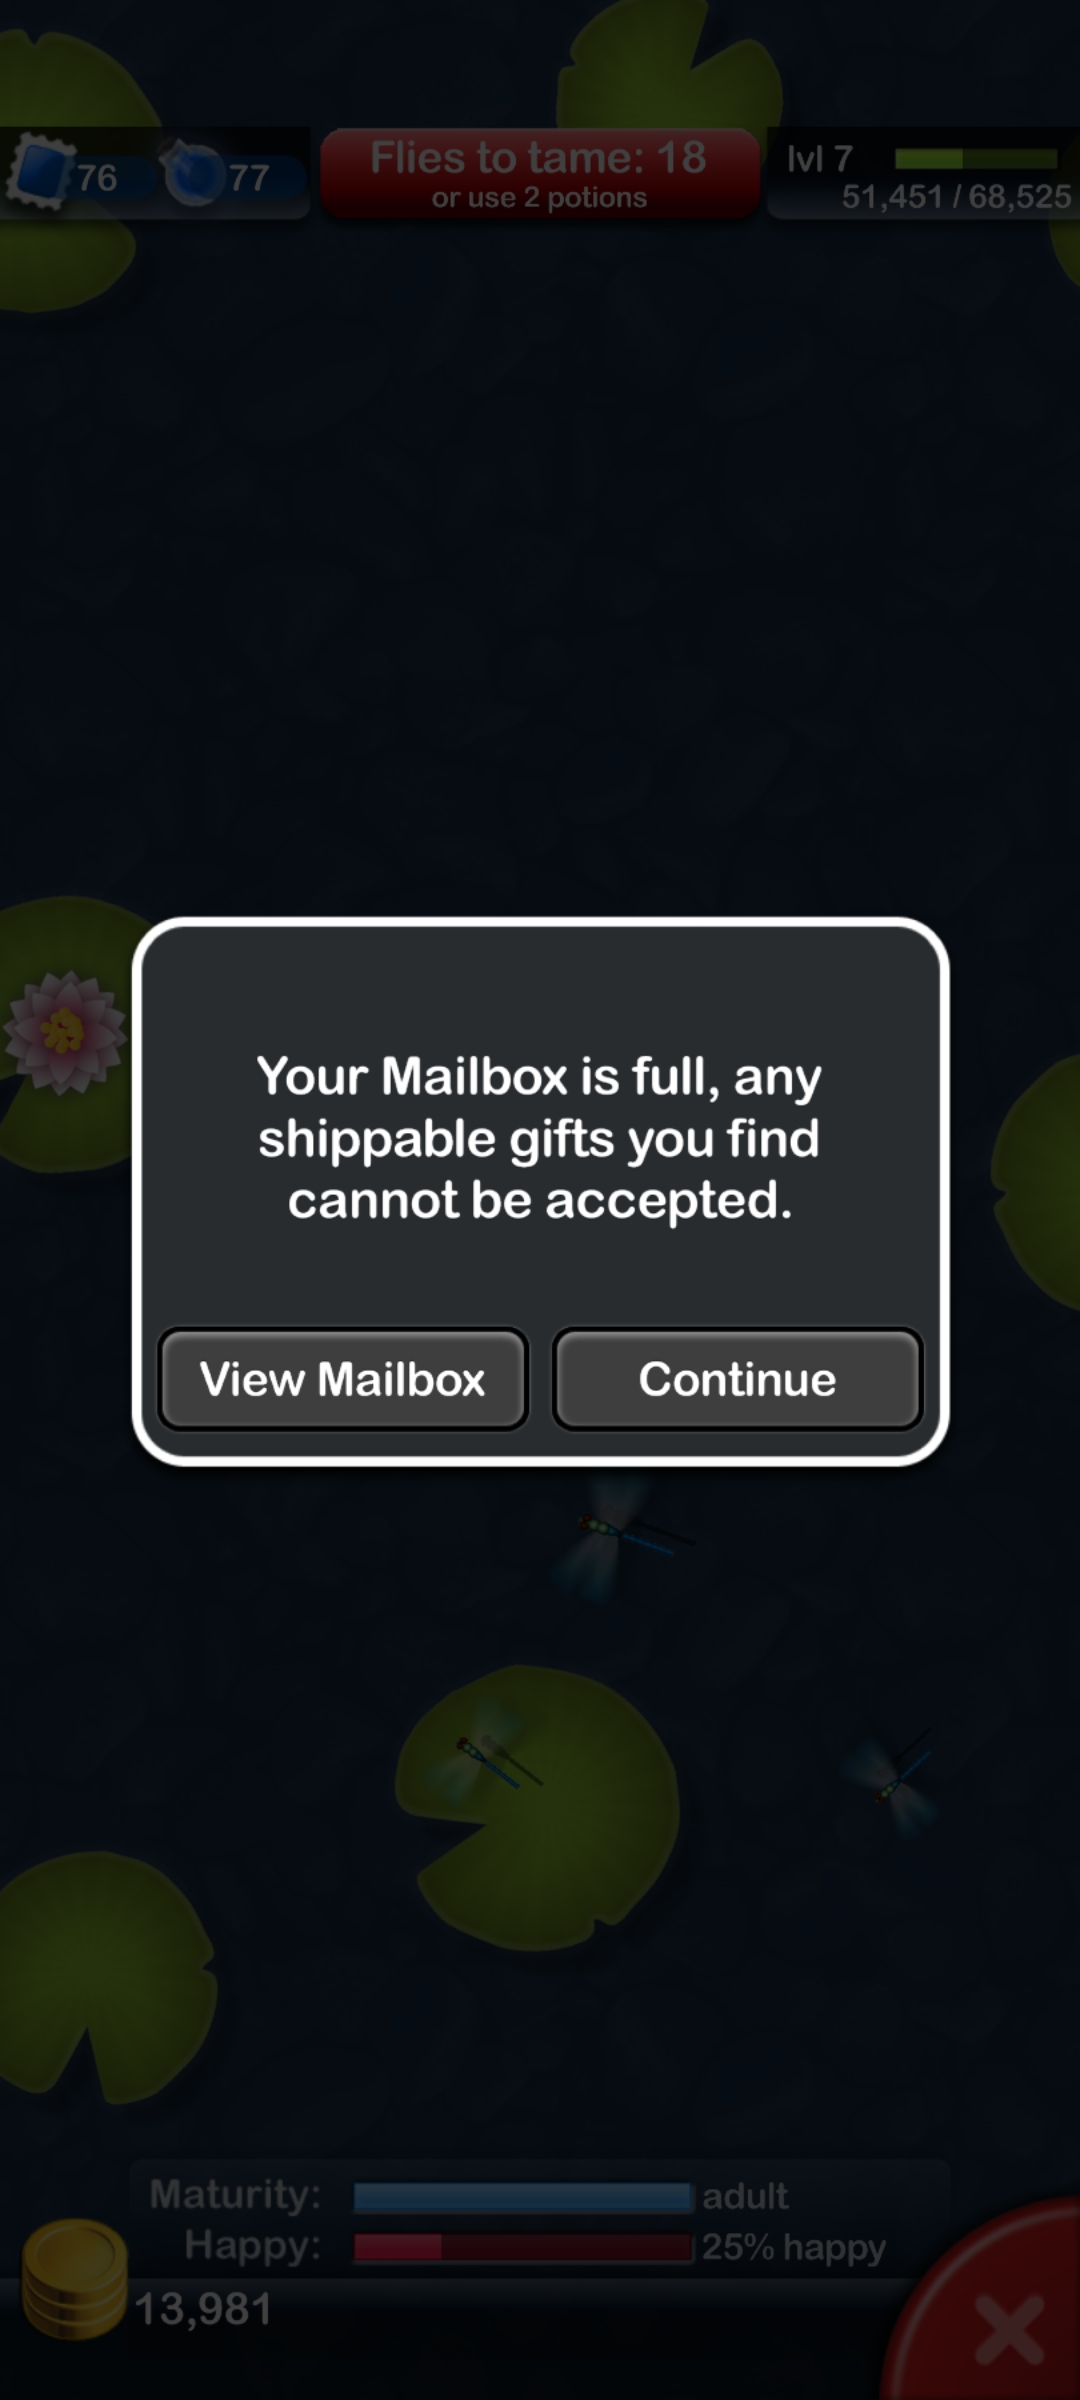 76
77
Flies to tame: 18
or use 2 potions
lvl 7
51,451 / 68,525
Your Mailbox is full, any
shippable gifts you find
cannot be accepted.
View Mailbox
Continue
Maturity:
adult
Happy:
25% happy
13,981